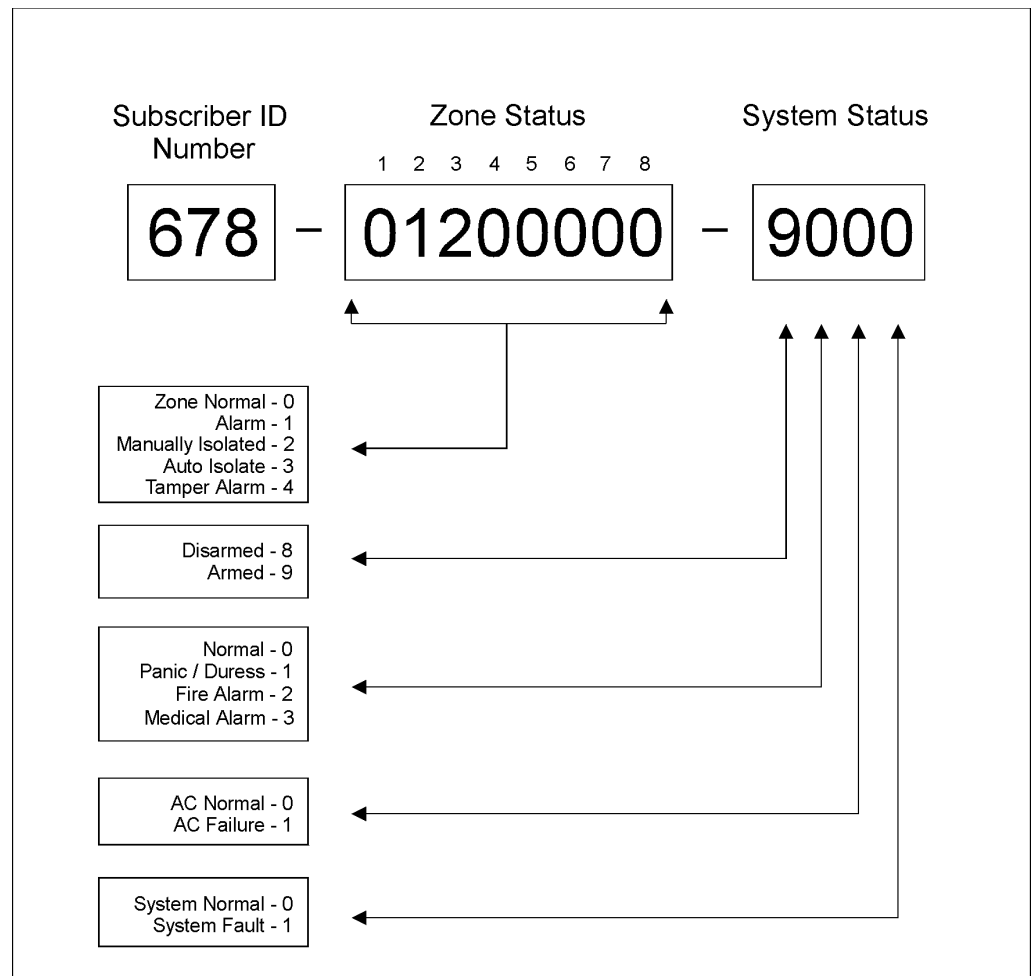 Subscriber ID
Number
Zone Status
System Status
1 2 3 4 5 6 7 8
678 – 01200000 – 9000
Zone Normal - 0
Alarm - 1
Manually Isolated - 2
Auto Isolate - 3
Tamper Alarm - 4
Disarmed - 8
Armed - 9
Normal - 0
Panic / Duress - 1
Fire Alarm - 2
Medical Alarm - 3
AC Normal - 0
AC Failure - 1
System Normal - 0
System Fault - 1